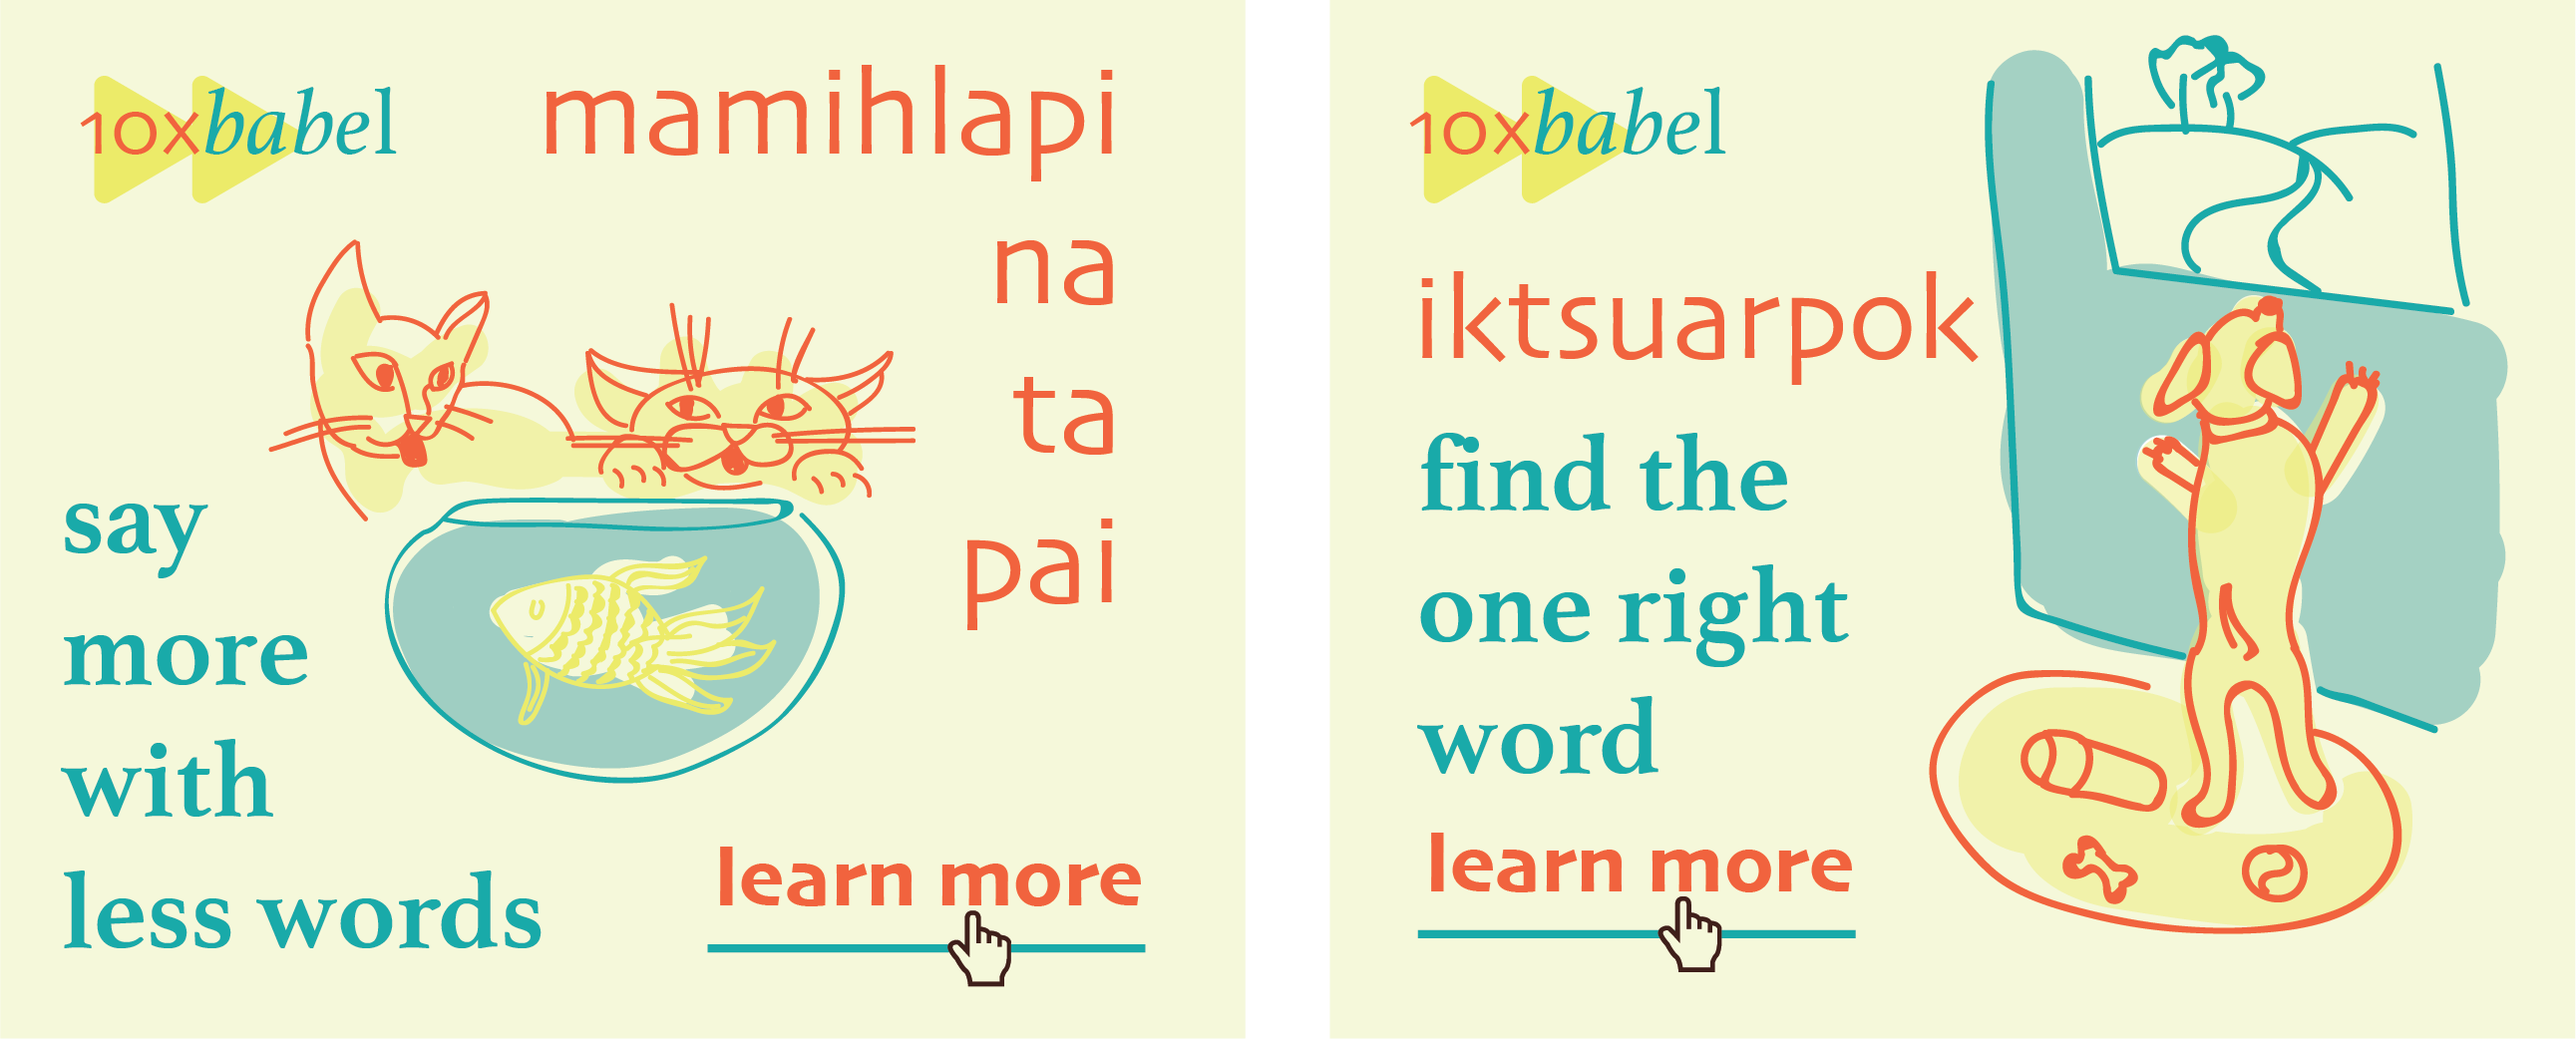 10xbabel
mamihlapi
na
ta
pai
say
more
with
less words
learn more
10xbabel
iktsuarpok
find the
one right
word
learn more